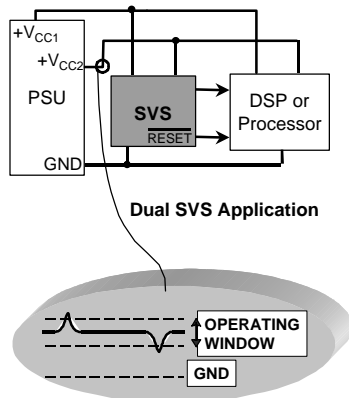 +VCC1
+VCC2
PSU
GND
SVS
RESET
DSP or
Processor
Dual SVS Application
OPERATING
WINDOW
GND